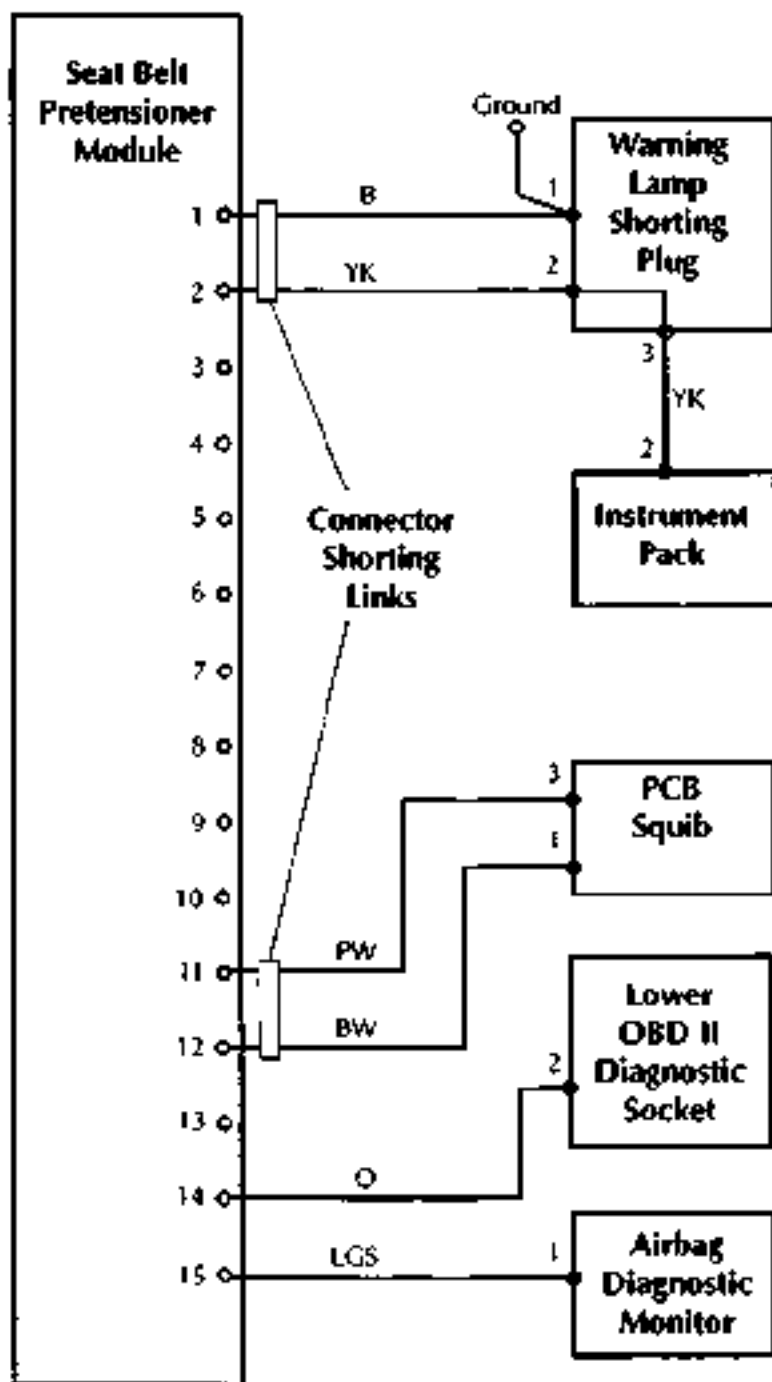 Seat Belt
Pretensioner
Module
Ground
Warning
Lamp
Shorting
Plug
1 B 1
2 YK 2
3
3
YK
4
2
5
Connector
Shorting
Links
Instrument
Pack
6
7
8
3
PCB
Squib
9
1
10
11 PW
12 BW
Lower
OBD II
Diagnostic
Socket
2
13
14 O
15 LGS 1
Airbag
Diagnostic
Monitor